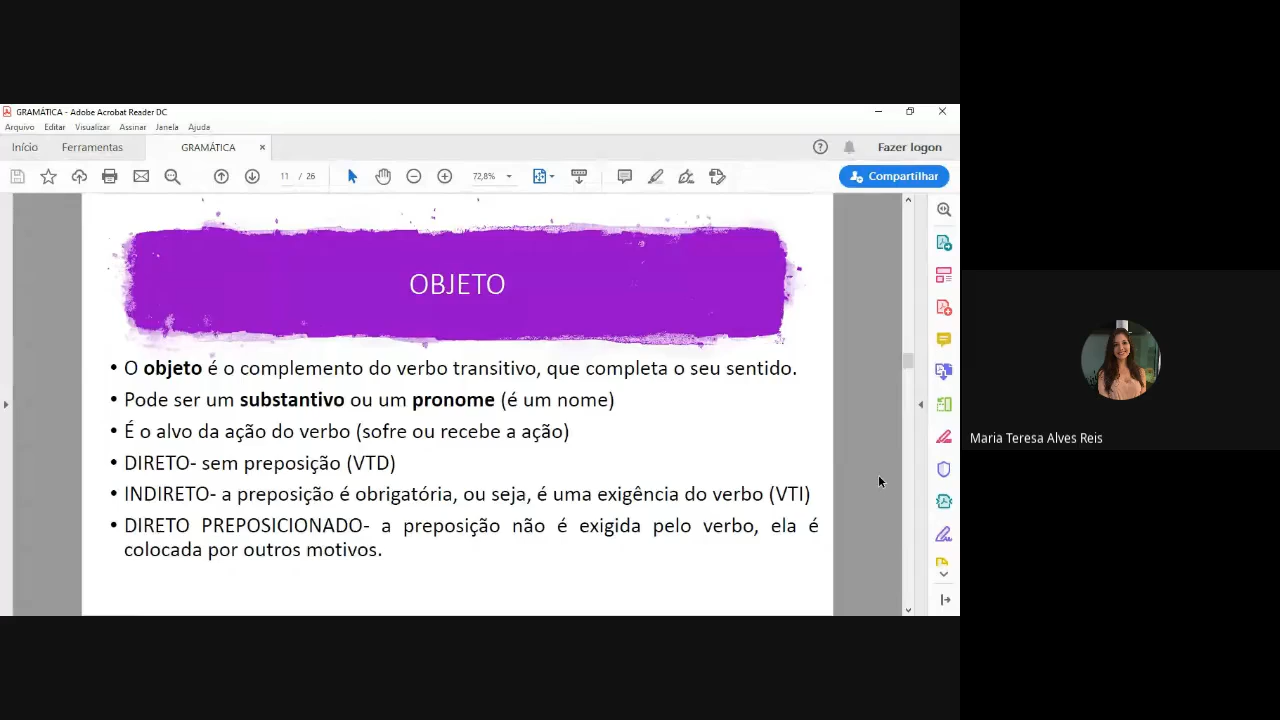 GRAMÁTICA - Adobe Acrobat Reader DC
Arquivo Editar Visualizar Assinar Janela Ajuda
Início Ferramentas GRAMÁTICA × Fazer logon
11 / 26 72,8% Compartilhar
OBJETO
• O objeto é o complemento do verbo transitivo, que completa o seu sentido.
• Pode ser um substantivo ou um pronome (é um nome)
• É o alvo da ação do verbo (sofre ou recebe a ação)
• DIRETO- sem preposição (VTD)
• INDIRETO- a preposição é obrigatória, ou seja, é uma exigência do verbo (VTI)
• DIRETO PREPOSICIONADO- a preposição não é exigida pelo verbo, ela é
colocada por outros motivos.
Maria Teresa Alves Reis